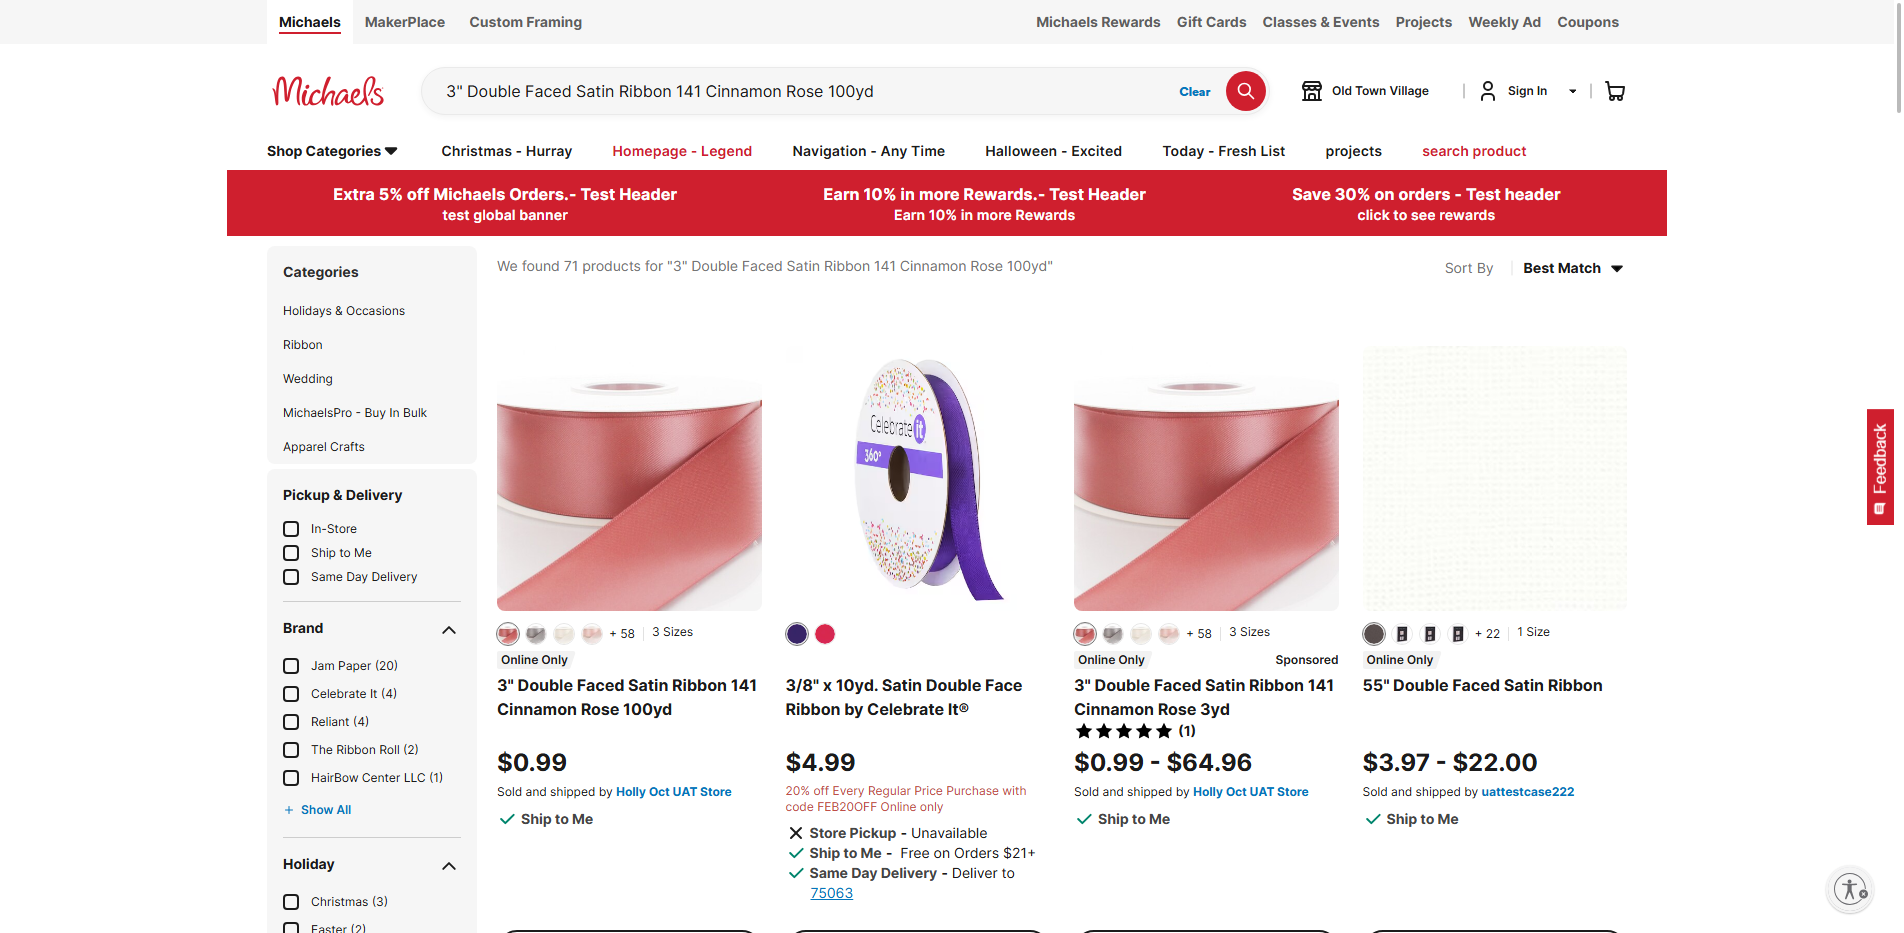 Michaels
MakerPlace
Custom Framing
Michaels Rewards
Gift Cards
Classes & Events
Projects
Weekly Ad
Coupons
Michaels
3" Double Faced Satin Ribbon 141 Cinnamon Rose 100yd
Clear
Old Town Village
Sign In
Shop Categories
Christmas - Hurray
Homepage - Legend
Navigation - Any Time
Halloween - Excited
Today - Fresh List
projects
search product
Extra 5% off Michaels Orders.- Test Header
test global banner
Earn 10% in more Rewards.- Test Header
Earn 10% in more Rewards
Save 30% on orders - Test header
click to see rewards
Categories
Holidays & Occasions
Ribbon
Wedding
MichaelsPro - Buy In Bulk
Apparel Crafts
Pickup & Delivery
In-Store
Ship to Me
Same Day Delivery
Brand
Jam Paper (20)
Celebrate It (4)
Reliant (4)
The Ribbon Roll (2)
HairBow Center LLC (1)
+ Show All
Holiday
Christmas (3)
Easter (2)
We found 71 products for "3" Double Faced Satin Ribbon 141 Cinnamon Rose 100yd"
Sort By
Best Match
+ 58
3 Sizes
Online Only
3" Double Faced Satin Ribbon 141
Cinnamon Rose 100yd
$0.99
Sold and shipped by Holly Oct UAT Store
Ship to Me
Celebrate it
360°
3/8" x 10yd. Satin Double Face
Ribbon by Celebrate It®
$4.99
20% off Every Regular Price Purchase with
code FEB20OFF Online only
Store Pickup - Unavailable
Ship to Me - Free on Orders $21+
Same Day Delivery - Deliver to
75063
+ 58
3 Sizes
Online Only
Sponsored
3" Double Faced Satin Ribbon 141
Cinnamon Rose 3yd
(1)
$0.99 - $64.96
Sold and shipped by Holly Oct UAT Store
Ship to Me
+ 22
1 Size
Online Only
55" Double Faced Satin Ribbon
$3.97 - $22.00
Sold and shipped by uattestcase222
Ship to Me
Feedback